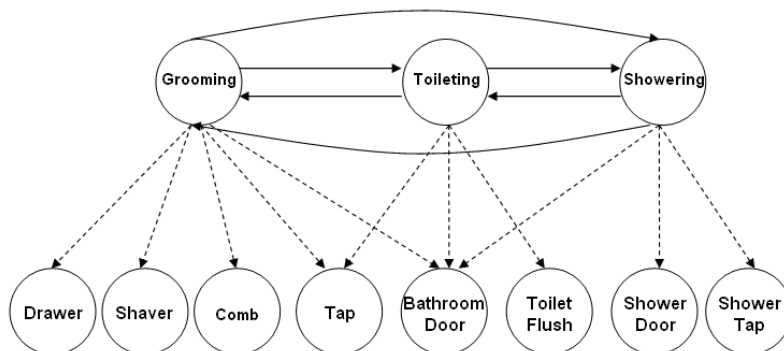 Grooming
Toileting
Showering
Drawer
Shaver
Comb
Tap
Bathroom
Door
Toilet
Flush
Shower
Door
Shower
Tap